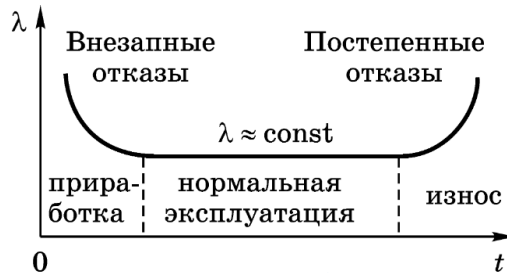 λ
Внезапные
отказы
Постепенные
отказы
λ ≈ const
прира-
ботка
нормальная
эксплуатация
износ
0
t